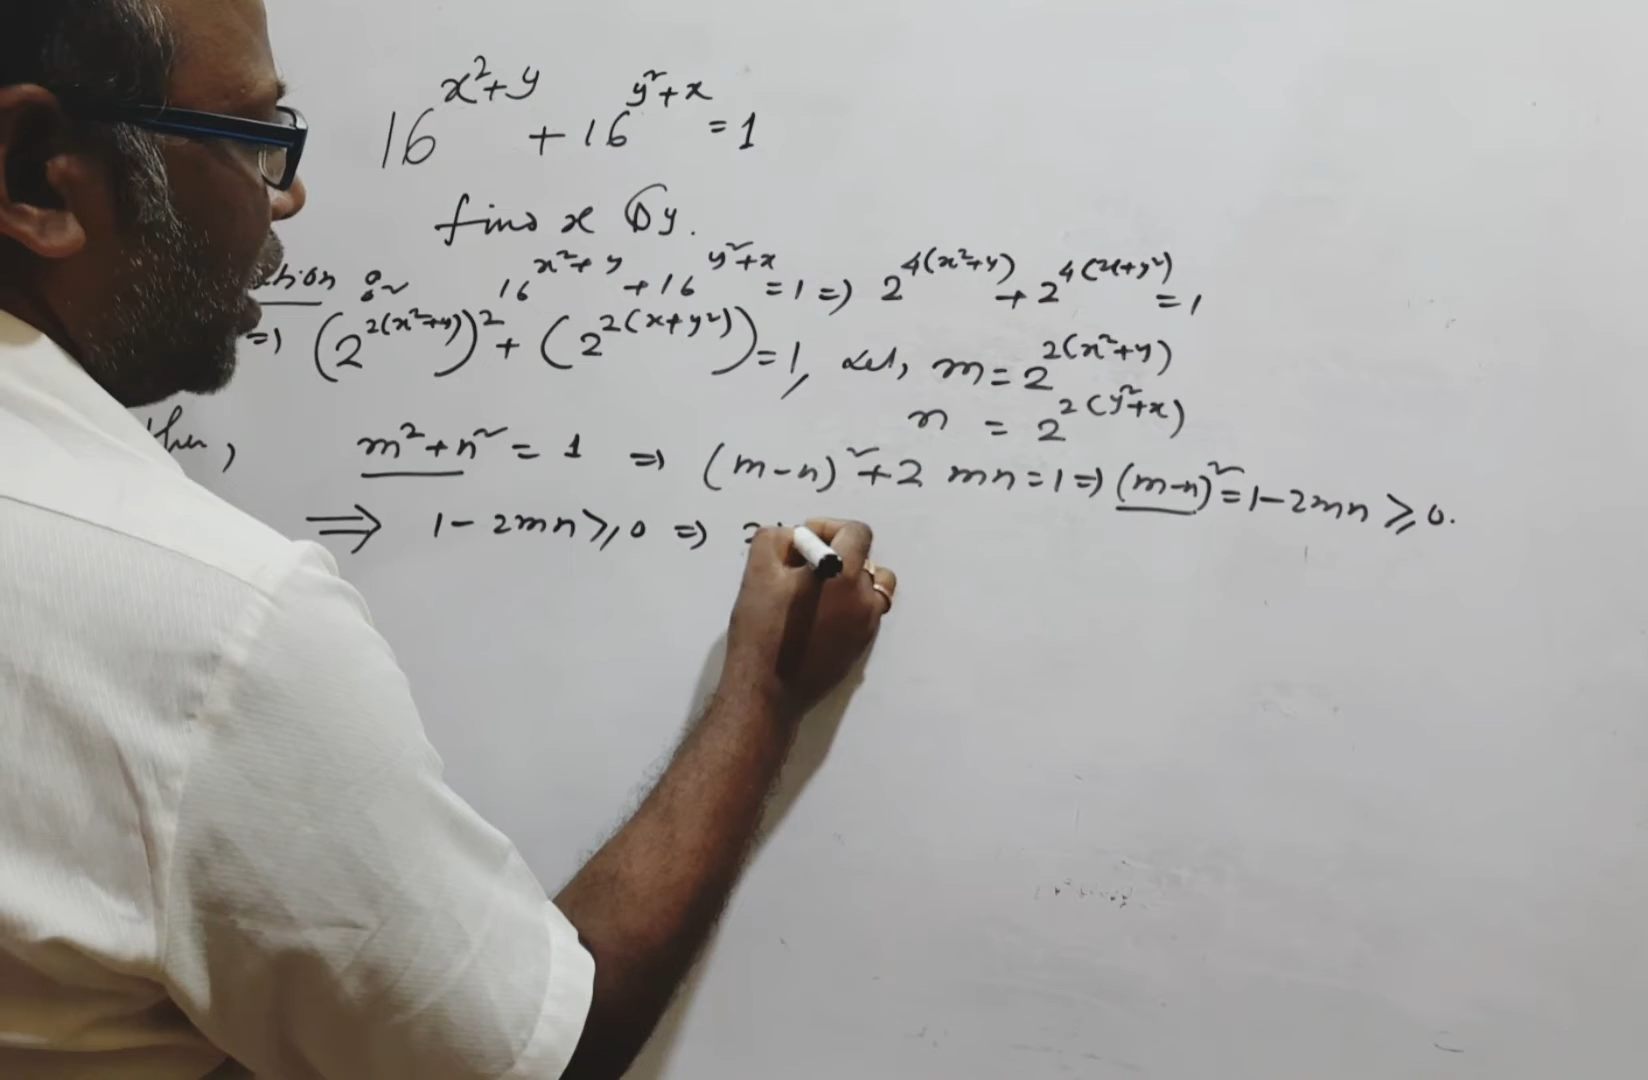 16^{x²+y} + 16^{y²+x} = 1
find x & y.
16^{x²+y} + 16^{y²+x} = 1 => 2^{4(x²+y)} + 2^{4(x+y²)} = 1
=> (2^{2(x²+y)})² + (2^{2(x+y²)}) = 1, Let, m = 2^{2(x²+y)}
n = 2^{2(y²+x)}
then, m² + n² = 1 => (m-n)² + 2mn = 1 => (m-n)² = 1-2mn ≥ 0.
=> 1-2mn ≥ 0 =>